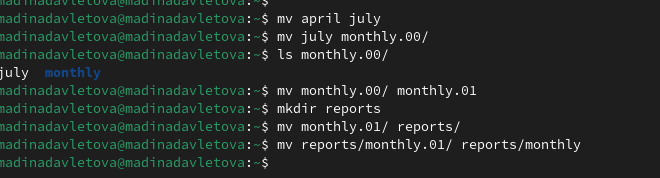 madinadavletova@madinadavletova:~$
madinadavletova@madinadavletova:~$ mv april july
madinadavletova@madinadavletova:~$ mv july monthly.00/
madinadavletova@madinadavletova:~$ ls monthly.00/
july monthly
madinadavletova@madinadavletova:~$ mv monthly.00/ monthly.01
madinadavletova@madinadavletova:~$ mkdir reports
madinadavletova@madinadavletova:~$ mv monthly.01/ reports/
madinadavletova@madinadavletova:~$ mv reports/monthly.01/ reports/monthly
madinadavletova@madinadavletova:~$